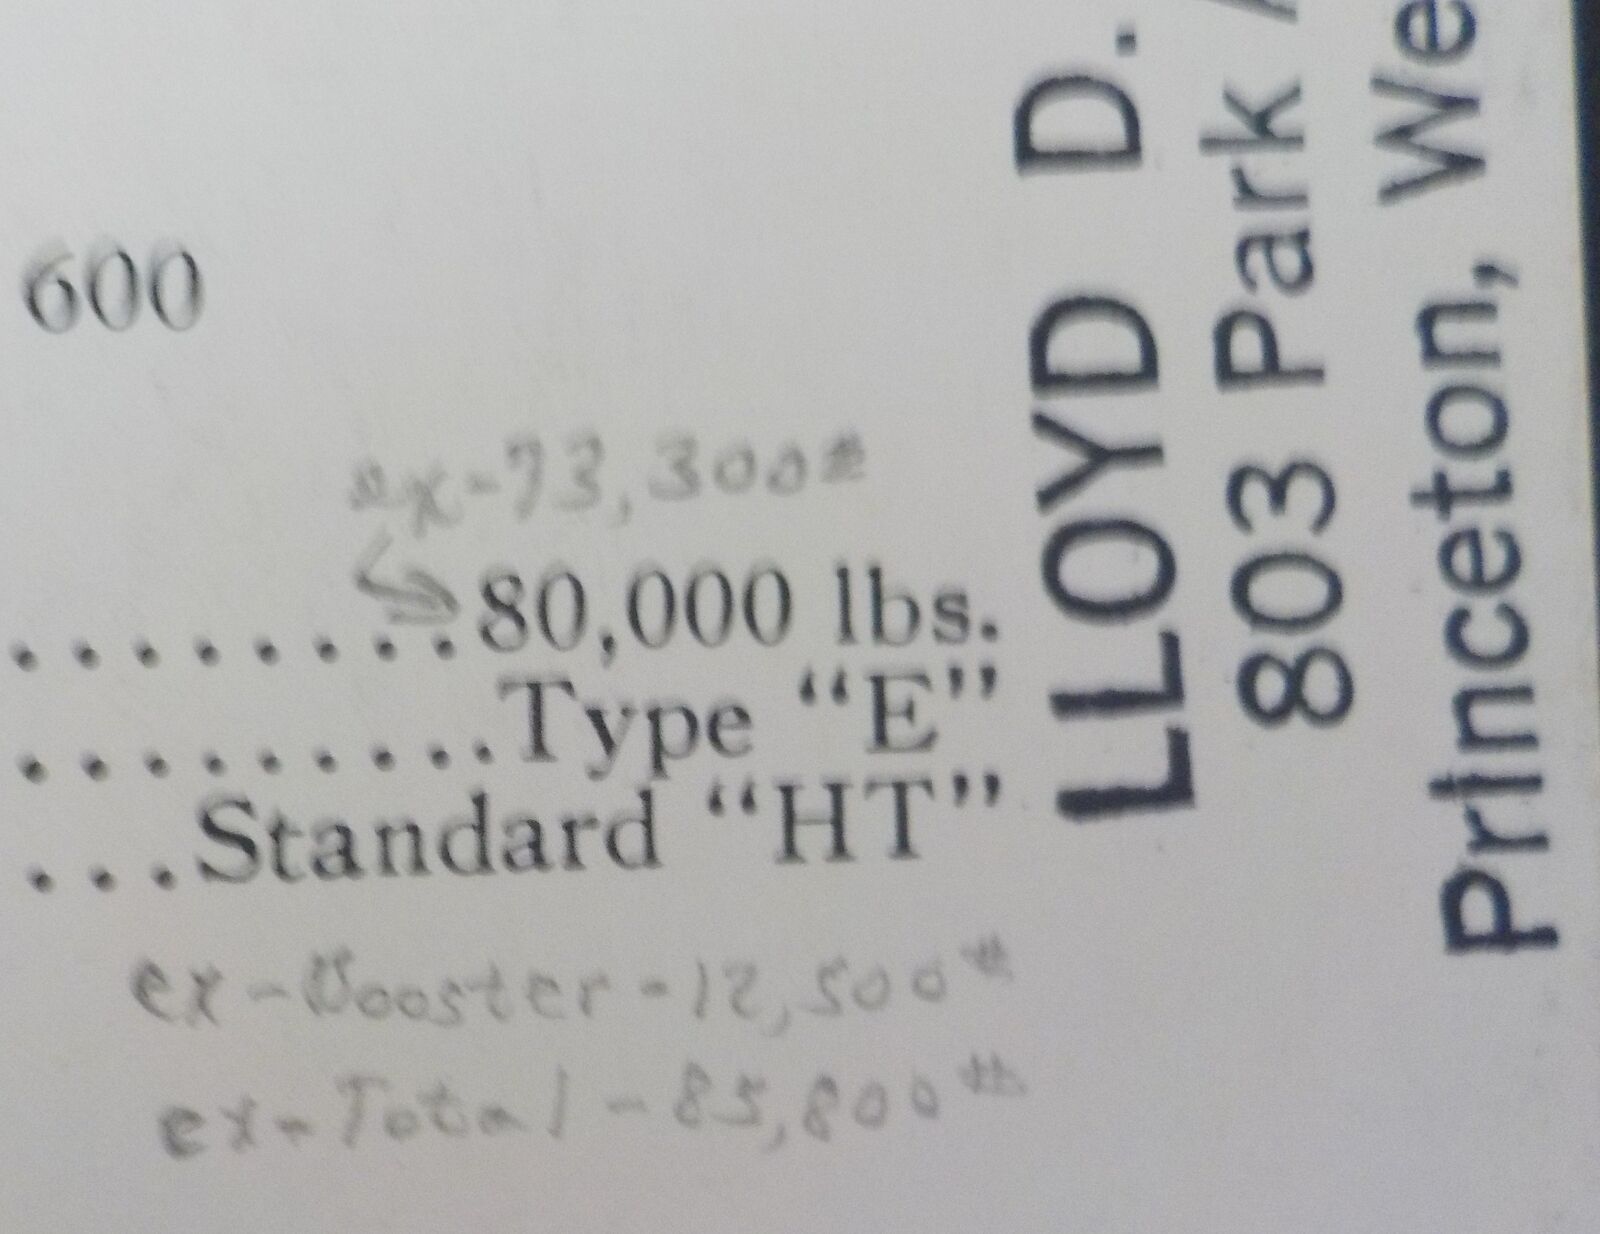 600
ex-73,300#
........80,000 lbs.
.........Type “E”
...Standard “HT”
ex-Booster-12,500#
ex-Total-85,800#
LLOYD D.
803 Park
Princeton, We